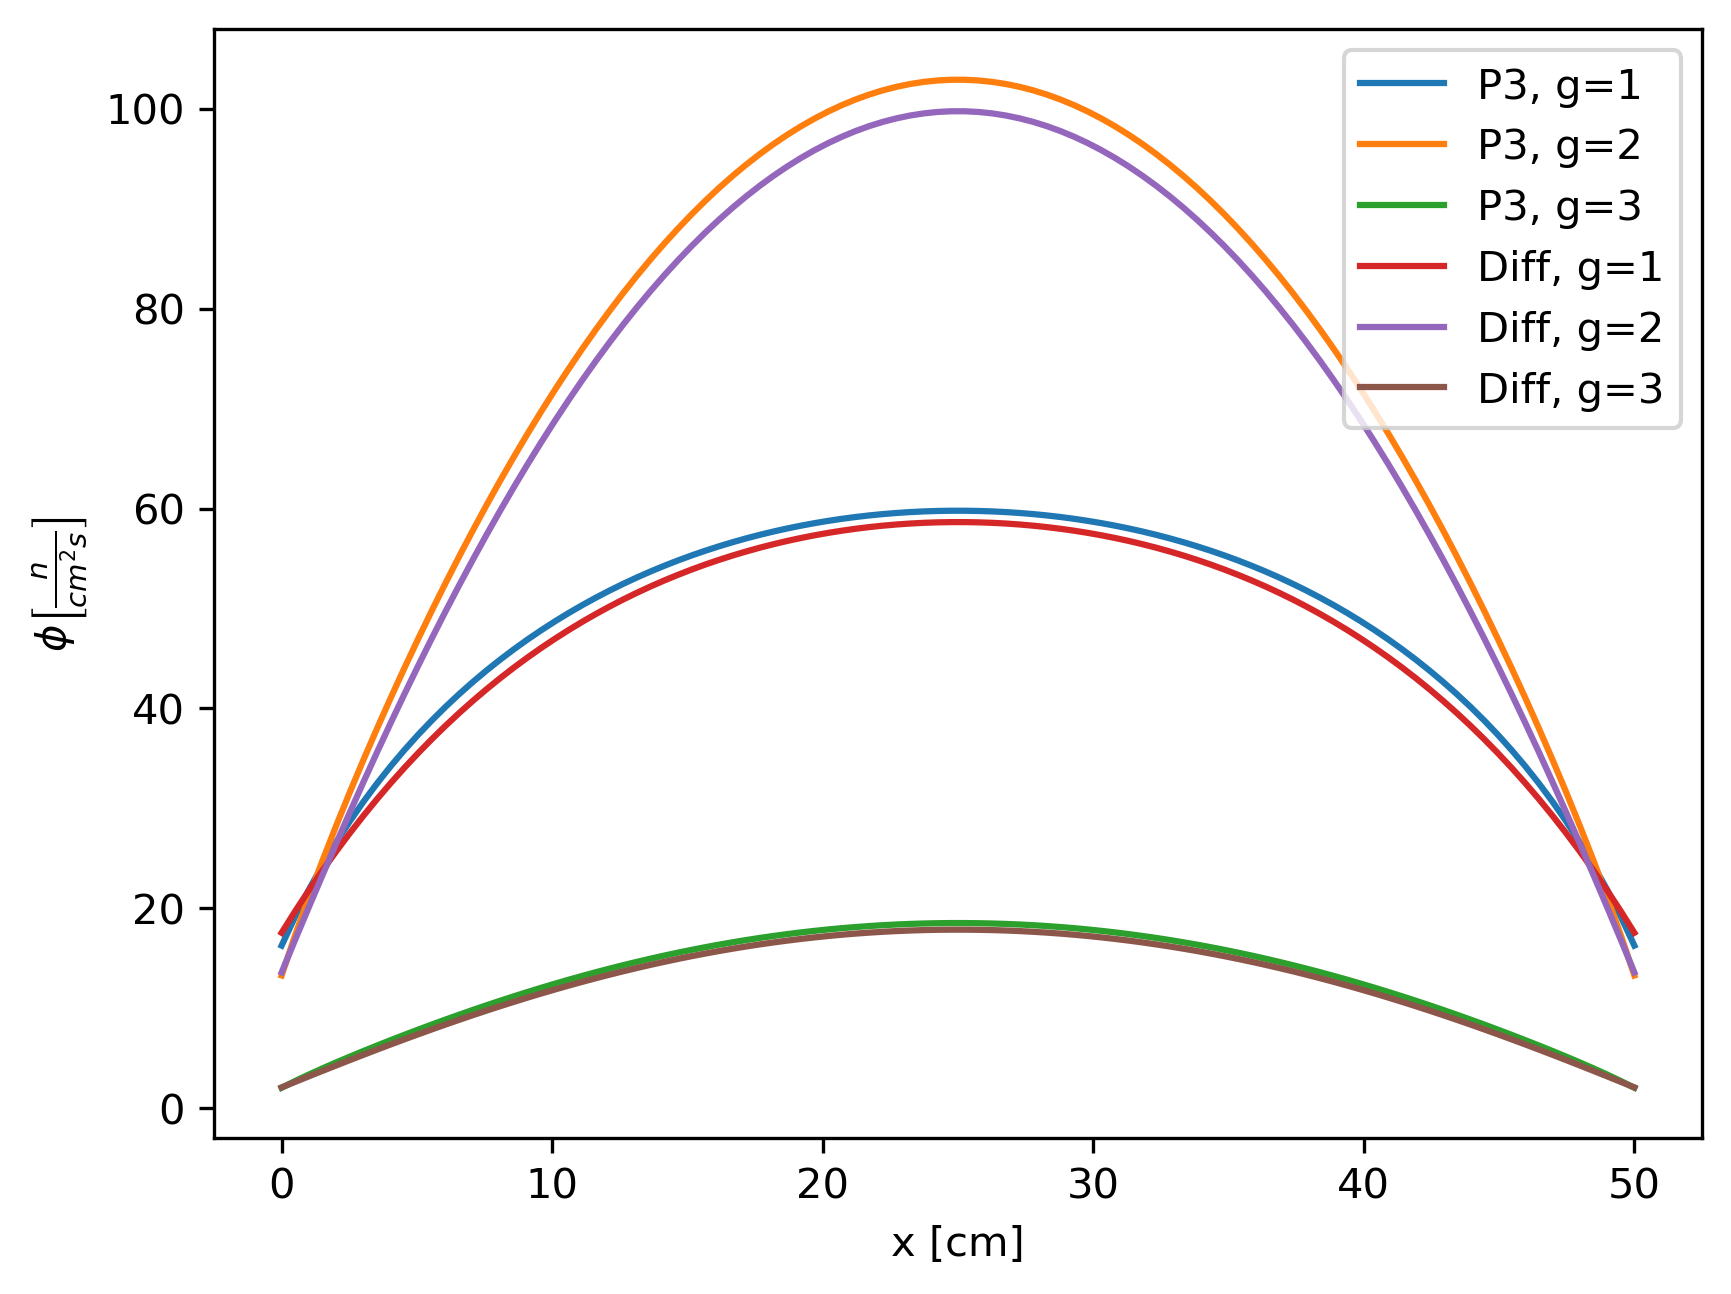 P3, g=1
P3, g=2
P3, g=3
Diff, g=1
Diff, g=2
Diff, g=3
100
80
60
40
20
0
ϕ[n/cm²s]
0 10 20 30 40 50
x [cm]